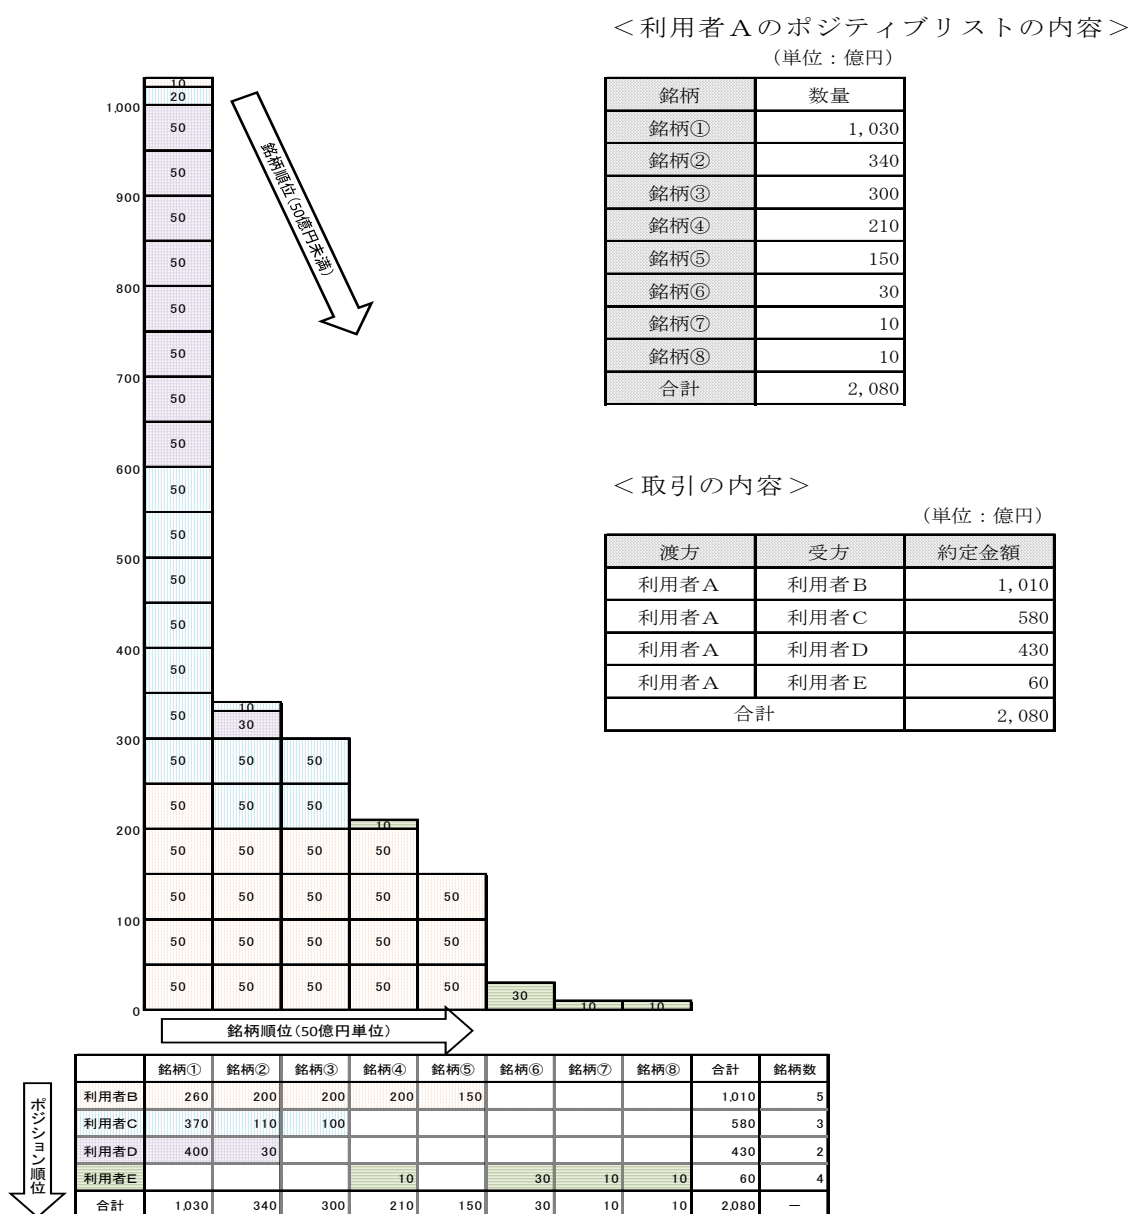 ＜利用者Ａのポジティブリストの内容＞
（単位：億円）
銘柄 数量
銘柄① 1,030
銘柄② 340
銘柄③ 300
銘柄④ 210
銘柄⑤ 150
銘柄⑥ 30
銘柄⑦ 10
銘柄⑧ 10
合計 2,080
＜取引の内容＞
（単位：億円）
渡方 受方 約定金額
利用者Ａ 利用者Ｂ 1,010
利用者Ａ 利用者Ｃ 580
利用者Ａ 利用者Ｄ 430
利用者Ａ 利用者Ｅ 60
合計 2,080
銘柄順位（50億円未満）
10
1,000 20
50
50
900
50
50
800
50
50
700
50
50
600
50
50
500
50
50
400
50
50 10
30
300
50 50 50
50 50 50
200 10
50 50 50 50
50 50 50 50 50
100
50 50 50 50 50
50 50 50 50 50 30 10 10
0
銘柄順位（50億円単位）
ポジション順位
銘柄① 銘柄② 銘柄③ 銘柄④ 銘柄⑤ 銘柄⑥ 銘柄⑦ 銘柄⑧ 合計 銘柄数
利用者B 260 200 200 200 150 1,010 5
利用者C 370 110 100 580 3
利用者D 400 30 430 2
利用者E 10 30 10 10 60 4
合計 1,030 340 300 210 150 30 10 10 2,080 －